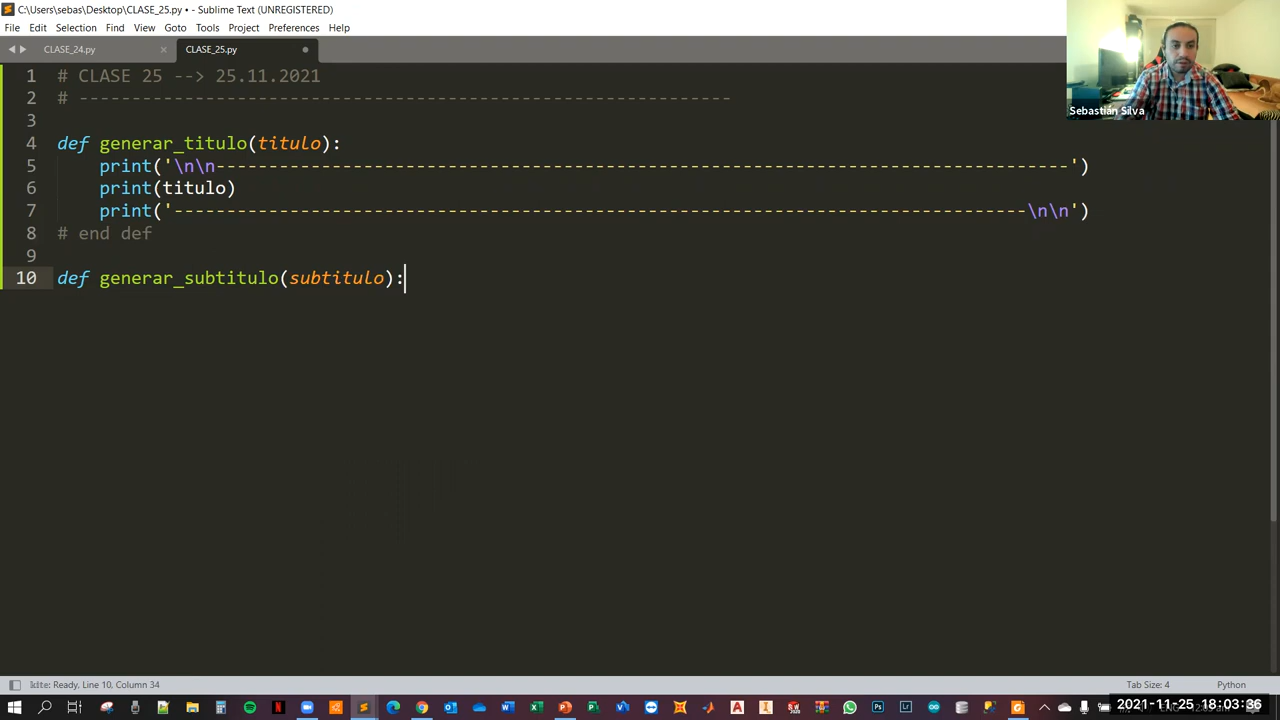 C:\Users\sebas\Desktop\CLASE_25.py • - Sublime Text (UNREGISTERED)
File Edit Selection Find View Goto Tools Project Preferences Help
CLASE_24.py × CLASE_25.py
Sebastián Silva
1 # CLASE 25 --> 25.11.2021
2 # --------------------------------------------------------------
3
4 def generar_titulo(titulo):
5 print('\n\n---------------------------------------------------------------------------------')
6 print(titulo)
7 print('---------------------------------------------------------------------------------\n\n')
8 # end def
9
10 def generar_subtitulo(subtitulo):
Ready, Line 10, Column 34
Tab Size: 4
Python
2021-11-25 18:03:36